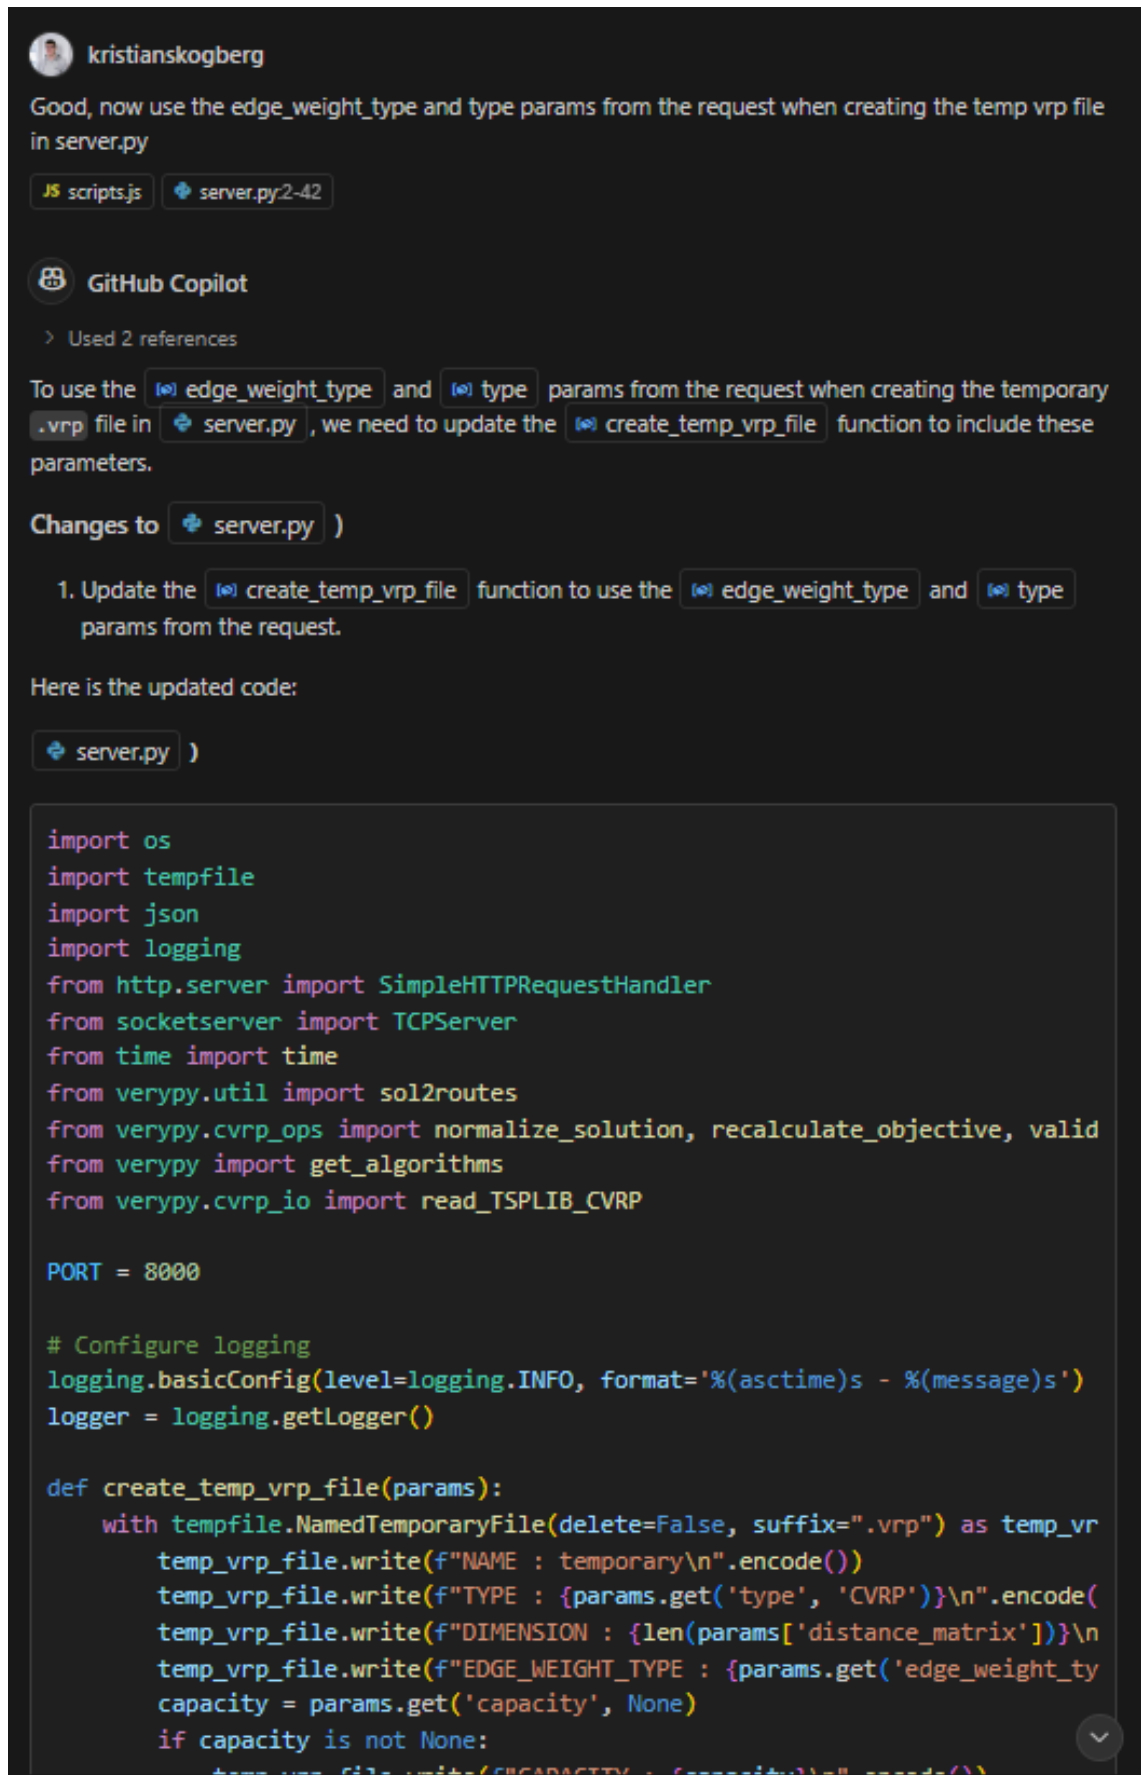 kristianskogberg
Good, now use the edge_weight_type and type params from the request when creating the temp vrp file
in server.py
JS scripts.js server.py:2-42
GitHub Copilot
> Used 2 references
To use the edge_weight_type and type params from the request when creating the temporary
.vrp file in server.py , we need to update the create_temp_vrp_file function to include these
parameters.
Changes to server.py )
1. Update the create_temp_vrp_file function to use the edge_weight_type and type
params from the request.
Here is the updated code:
server.py )
import os
import tempfile
import json
import logging
from http.server import SimpleHTTPRequestHandler
from socketserver import TCPServer
from time import time
from verypy.util import sol2routes
from verypy.cvrp_ops import normalize_solution, recalculate_objective, valid
from verypy import get_algorithms
from verypy.cvrp_io import read_TSPLIB_CVRP
PORT = 8000
# Configure logging
logging.basicConfig(level=logging.INFO, format='%(asctime)s - %(message)s')
logger = logging.getLogger()
def create_temp_vrp_file(params):
with tempfile.NamedTemporaryFile(delete=False, suffix=".vrp") as temp_vr
temp_vrp_file.write(f"NAME : temporary\n".encode())
temp_vrp_file.write(f"TYPE : {params.get('type', 'CVRP')}\n".encode(
temp_vrp_file.write(f"DIMENSION : {len(params['distance_matrix'])}\n
temp_vrp_file.write(f"EDGE_WEIGHT_TYPE : {params.get('edge_weight_ty
capacity = params.get('capacity', None)
if capacity is not None:
temp_vrp_file.write(f"CAPACITY : {capacity}\n".encode())